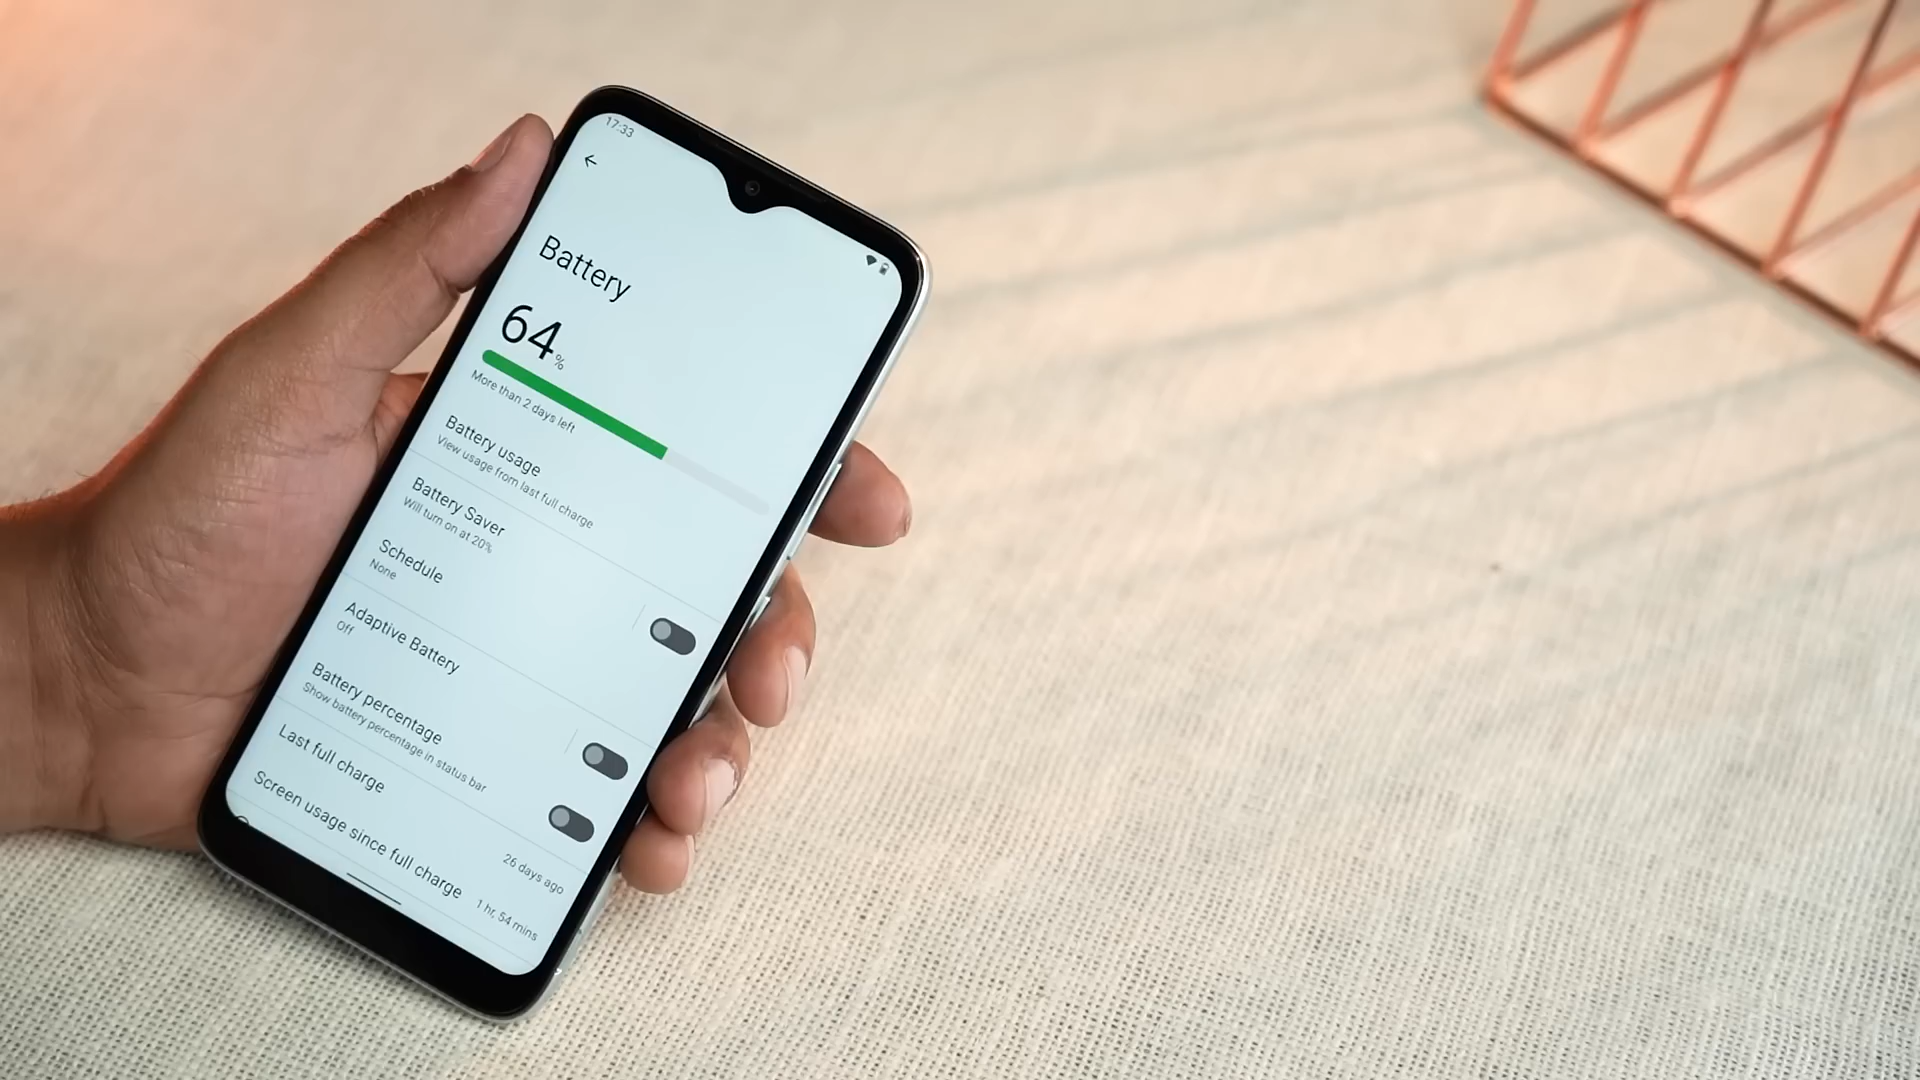 17:33
Battery
64%
More than 2 days left
Battery usage
View usage from last full charge
Battery Saver
Will turn on at 20%
Schedule
None
Adaptive Battery
Off
Battery percentage
Show battery percentage in status bar
Last full charge
26 days ago
Screen usage since full charge
1 hr, 54 mins